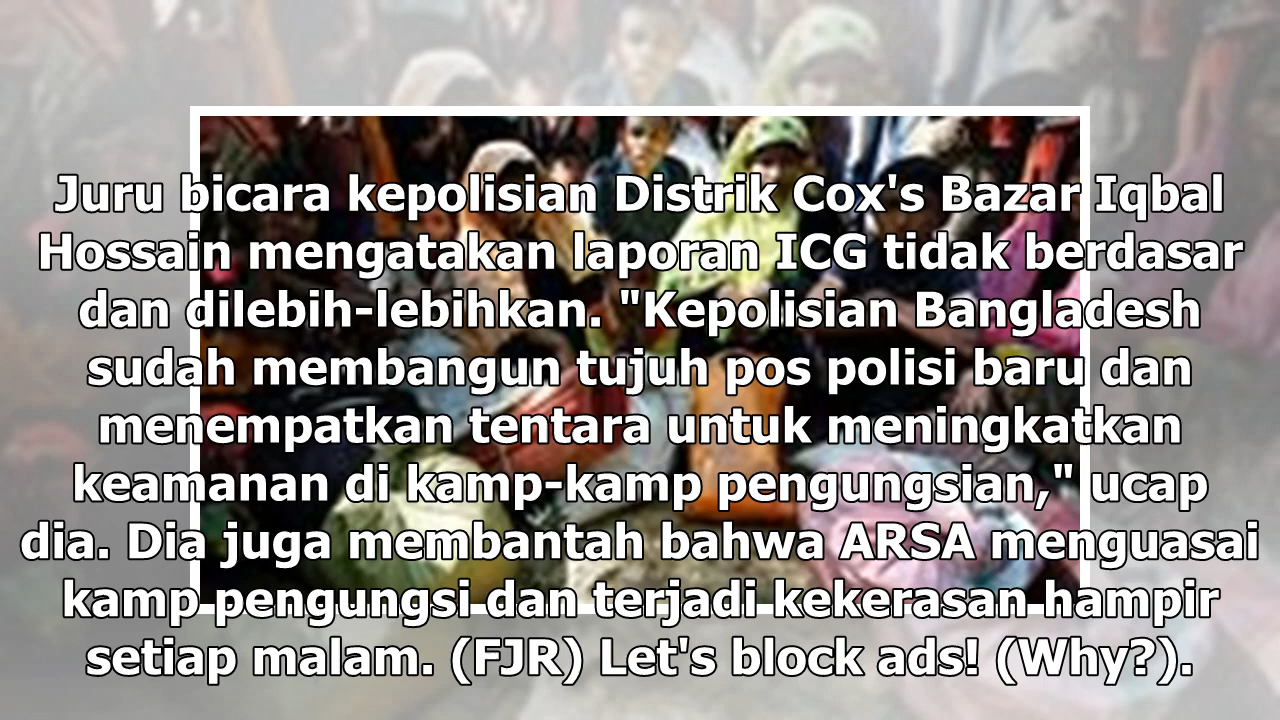 Juru bicara kepolisian Distrik Cox's Bazar Iqbal
Hossain mengatakan laporan ICG tidak berdasar
dan dilebih-lebihkan. "Kepolisian Bangladesh
sudah membangun tujuh pos polisi baru dan
menempatkan tentara untuk meningkatkan
keamanan di kamp-kamp pengungsian," ucap
dia. Dia juga membantah bahwa ARSA menguasai
kamp pengungsi dan terjadi kekerasan hampir
setiap malam. (FJR) Let's block ads! (Why?).